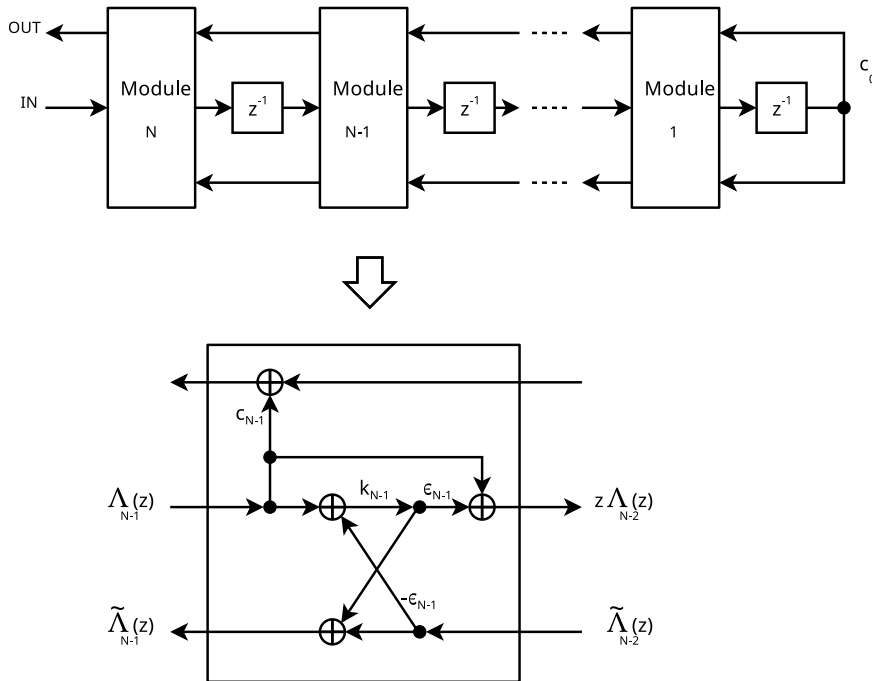 OUT
IN
Module N
z⁻¹
Module N-1
z⁻¹
Module 1
z⁻¹
c₀
c_N-1
Λ_N-1(z)
k_N-1
ϵ_N-1
z Λ_N-2(z)
-ϵ_N-1
Λ̃_N-1(z)
Λ̃_N-2(z)